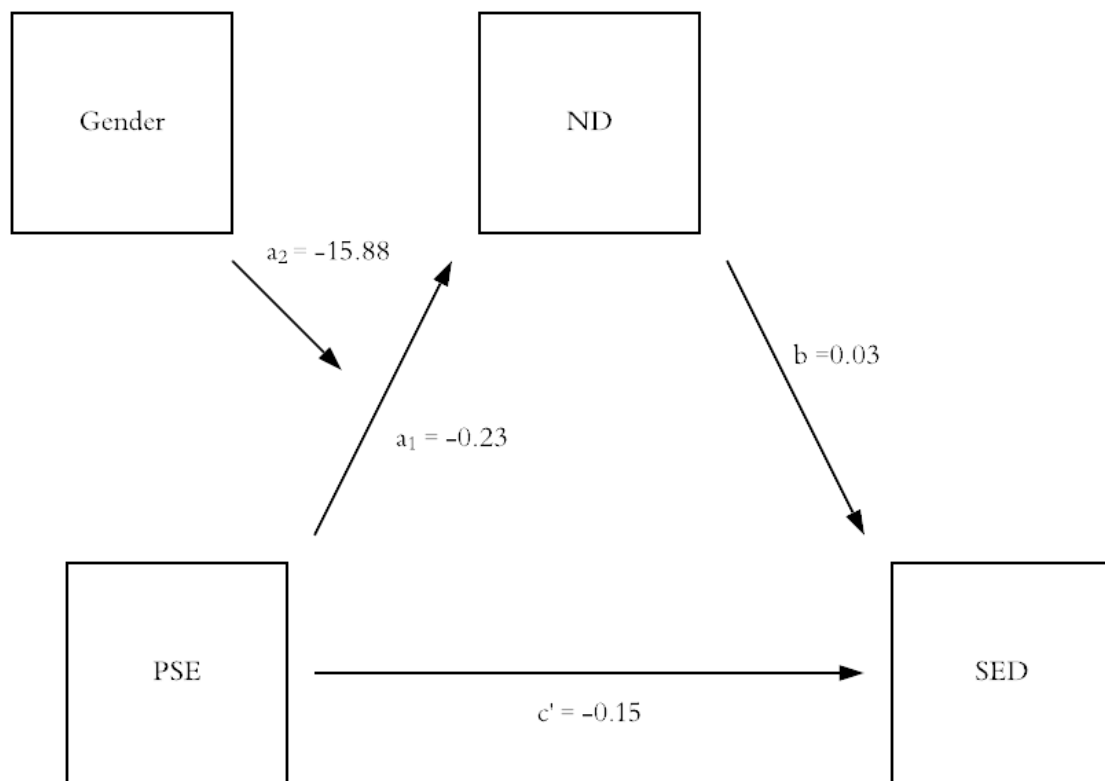 Gender
ND
a₂ = -15.88
b =0.03
a₁ = -0.23
PSE
SED
c' = -0.15